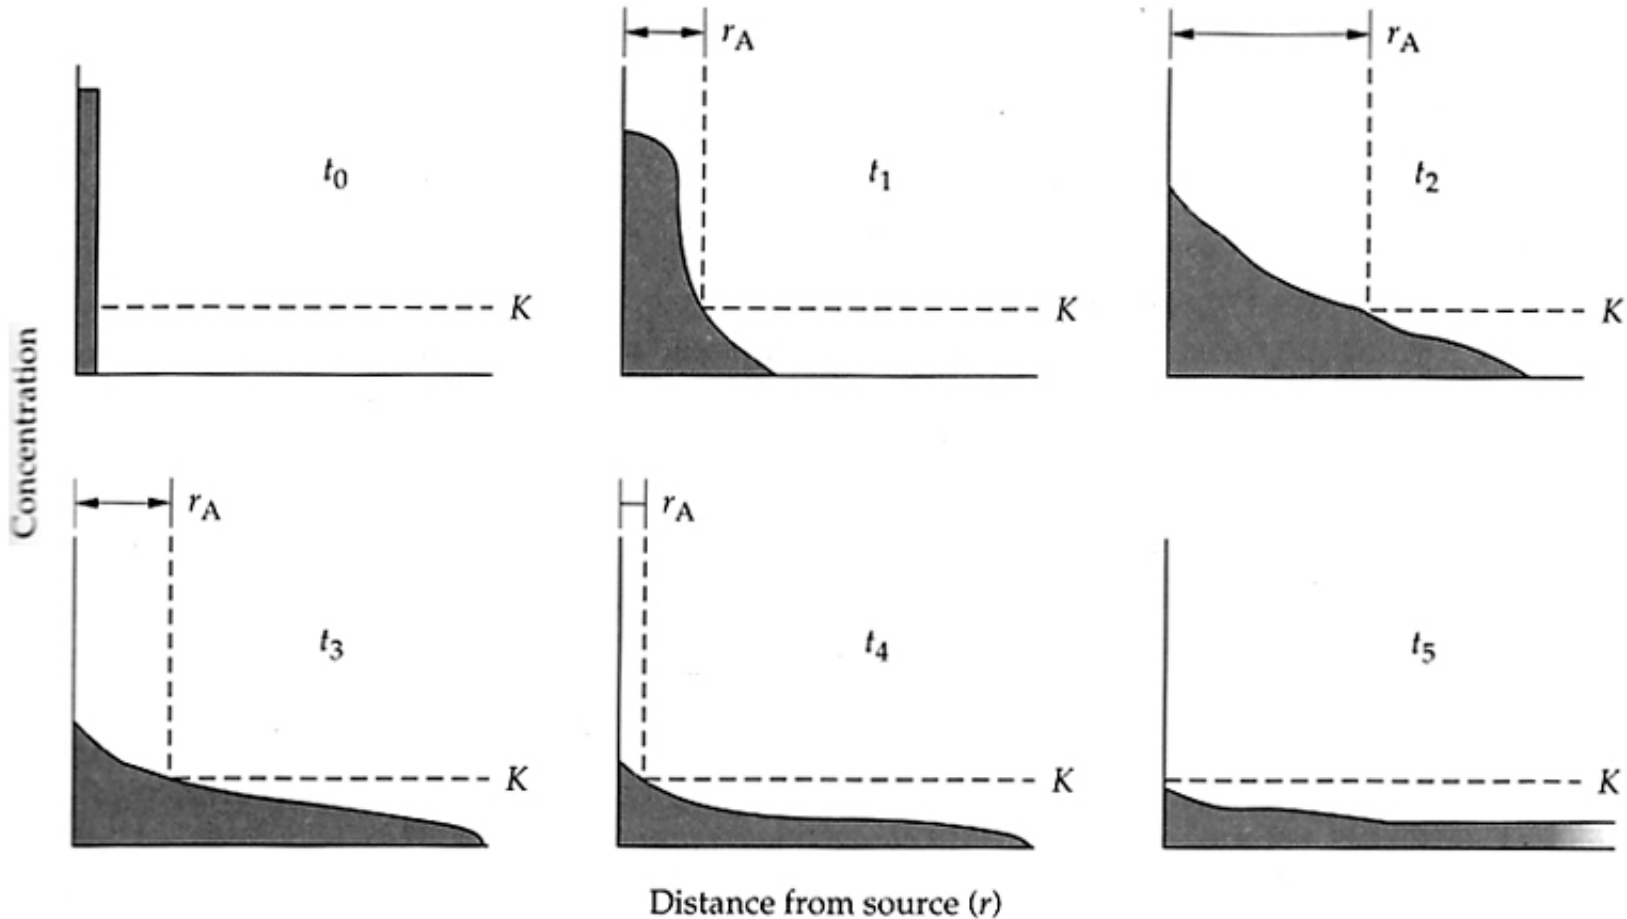 r_A
r_A
t_0
t_1
t_2
K
K
K
Concentration
r_A
r_A
t_3
t_4
t_5
K
K
K
Distance from source (r)